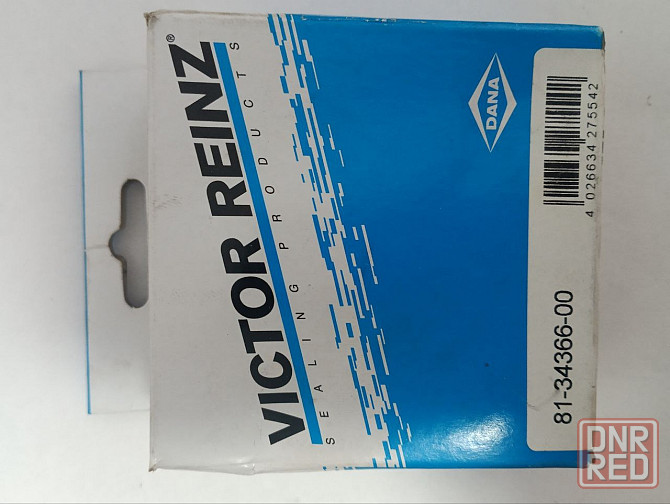 VICTOR REINZ®
SEALING PRODUCTS
DANA
4 026634 275542
81-34366-00
DNR
RED